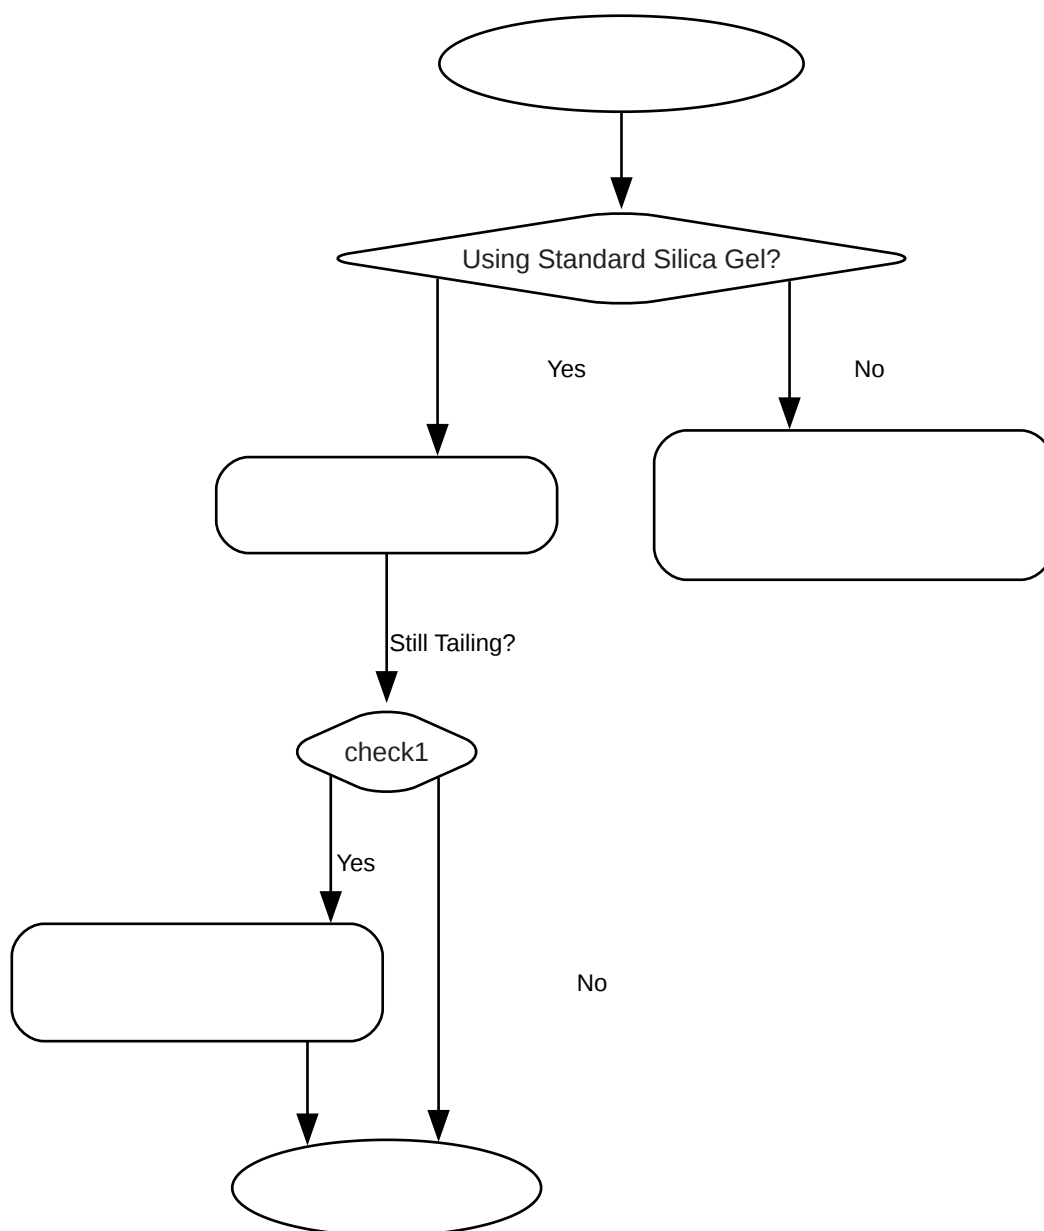 Using Standard Silica Gel?
Yes
No
Still Tailing?
check1
Yes
No